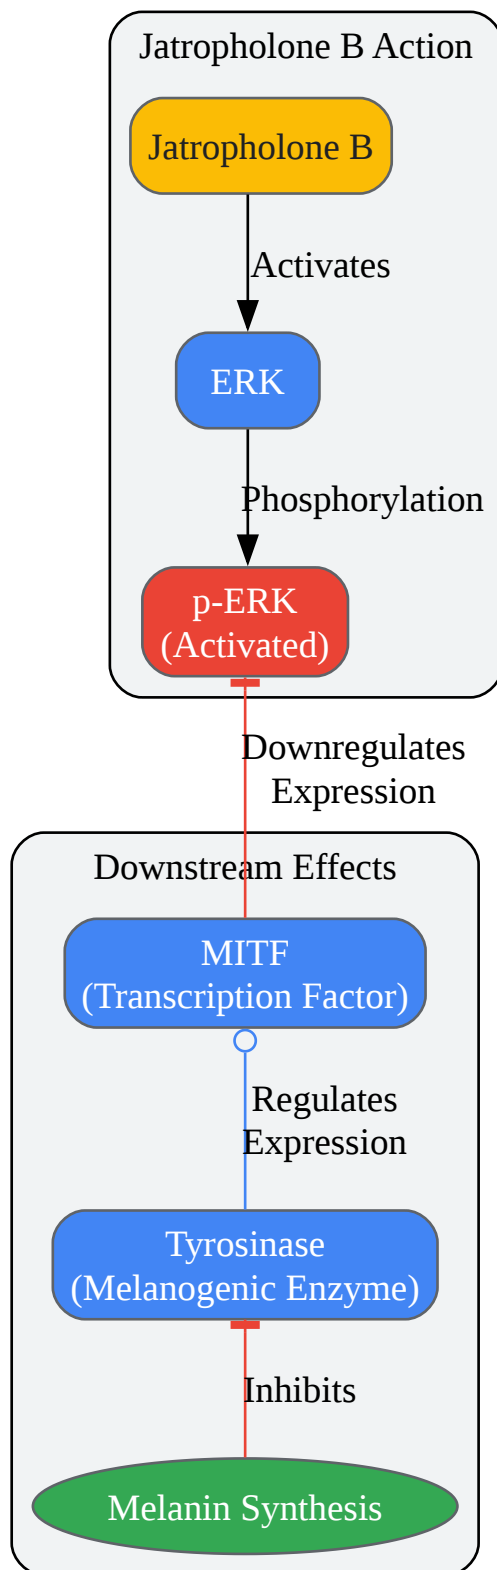 Jatropholone B Action
Jatropholone B
Activates
ERK
Phosphorylation
p-ERK
(Activated)
Downregulates
Expression
Downstream Effects
MITF
(Transcription Factor)
Regulates
Expression
Tyrosinase
(Melanogenic Enzyme)
Inhibits
Melanin Synthesis